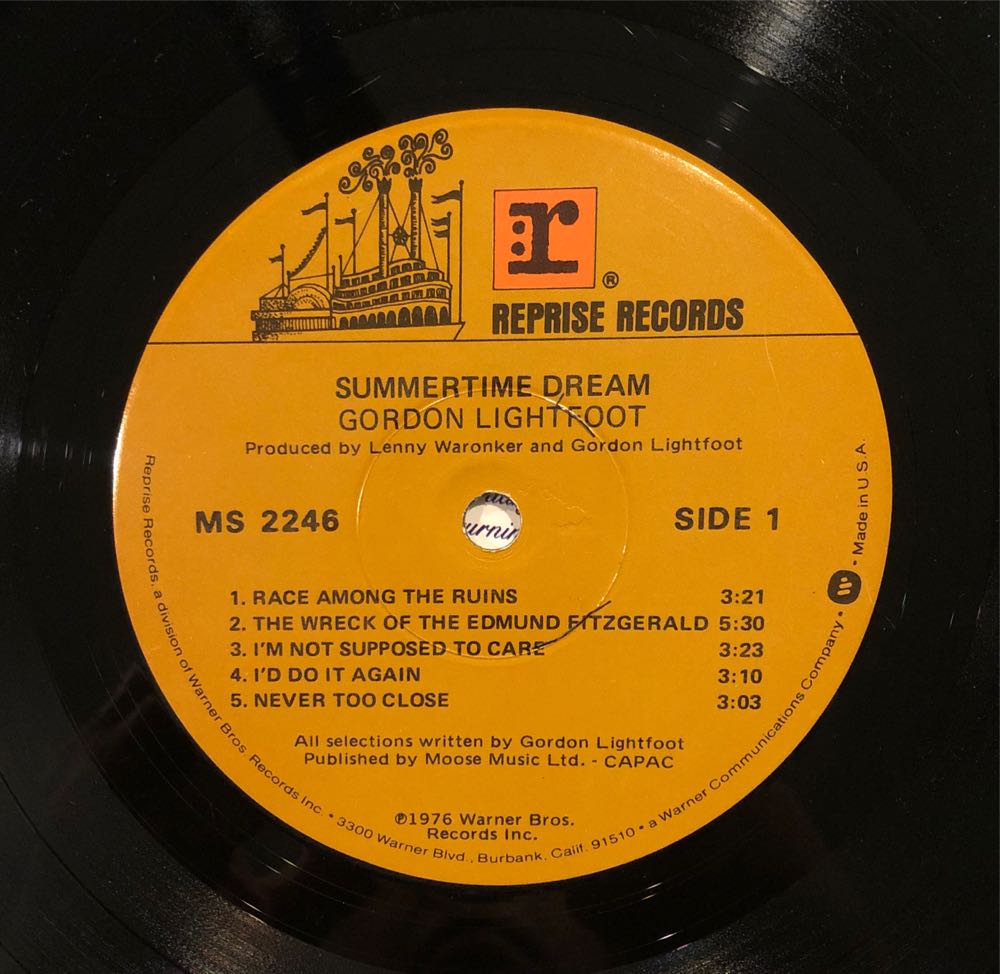 r
®
REPRISE RECORDS
SUMMERTIME DREAM
GORDON LIGHTFOOT
Produced by Lenny Waronker and Gordon Lightfoot
MS 2246
SIDE 1
1. RACE AMONG THE RUINS 3:21
2. THE WRECK OF THE EDMUND FITZGERALD 5:30
3. I'M NOT SUPPOSED TO CARE 3:23
4. I'D DO IT AGAIN 3:10
5. NEVER TOO CLOSE 3:03
All selections written by Gordon Lightfoot
Published by Moose Music Ltd. - CAPAC
℗1976 Warner Bros.
Records Inc.
Reprise Records, a division of Warner Bros. Records Inc. • 3300 Warner Blvd., Burbank, Calif. 91510 • a Warner Communications Company • Made in U.S.A.